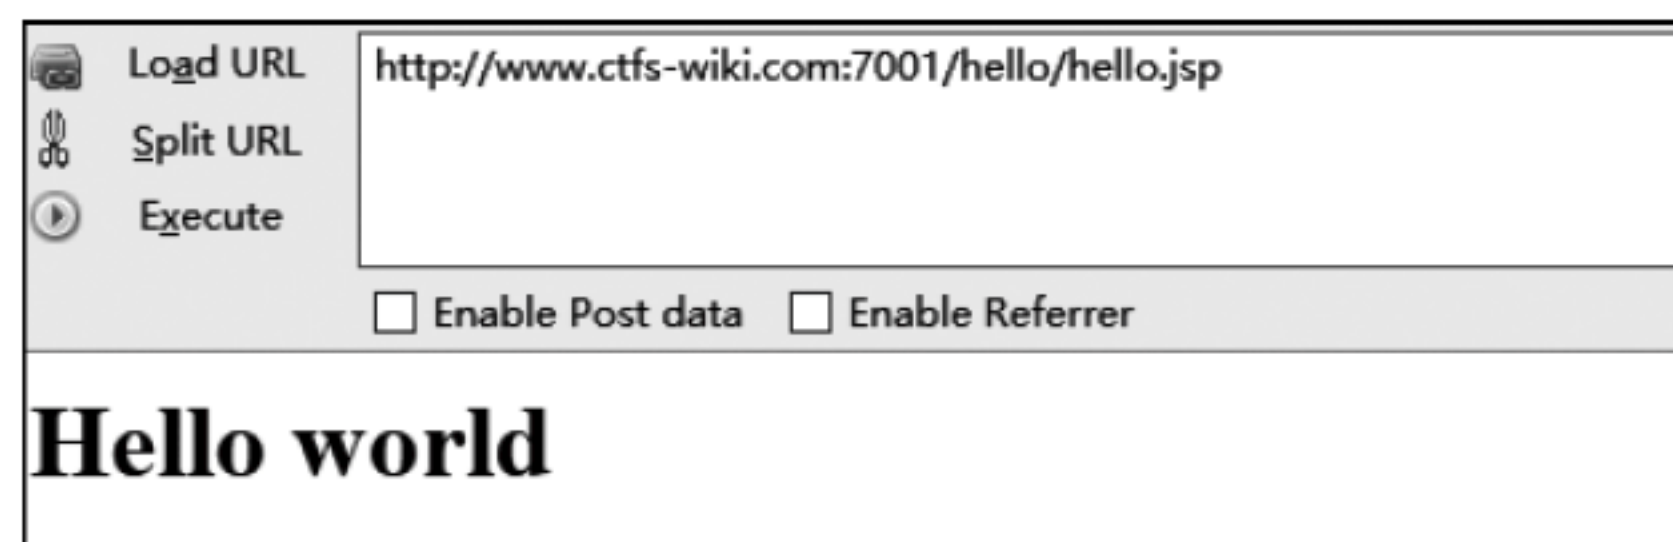 Load URL
http://www.ctfs-wiki.com:7001/hello/hello.jsp
Split URL
Execute
Enable Post data
Enable Referrer
Hello world